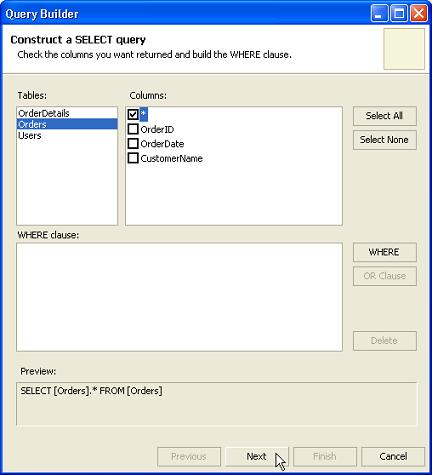 Query Builder
Construct a SELECT query
Check the columns you want returned and build the WHERE clause.
Tables:
Columns:
OrderDetails
Orders
Users
*
OrderID
OrderDate
CustomerName
Select All
Select None
WHERE clause:
WHERE
OR Clause
Delete
Preview:
SELECT [Orders].* FROM [Orders]
Previous
Next
Finish
Cancel